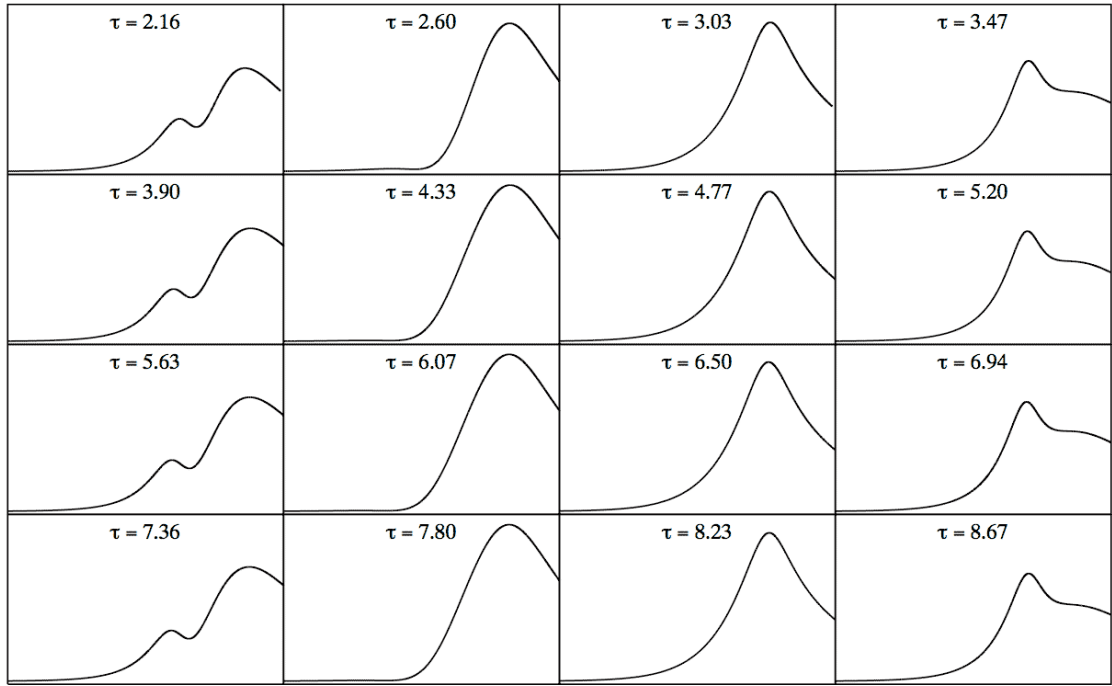 τ = 2.16
τ = 2.60
τ = 3.03
τ = 3.47
τ = 3.90
τ = 4.33
τ = 4.77
τ = 5.20
τ = 5.63
τ = 6.07
τ = 6.50
τ = 6.94
τ = 7.36
τ = 7.80
τ = 8.23
τ = 8.67